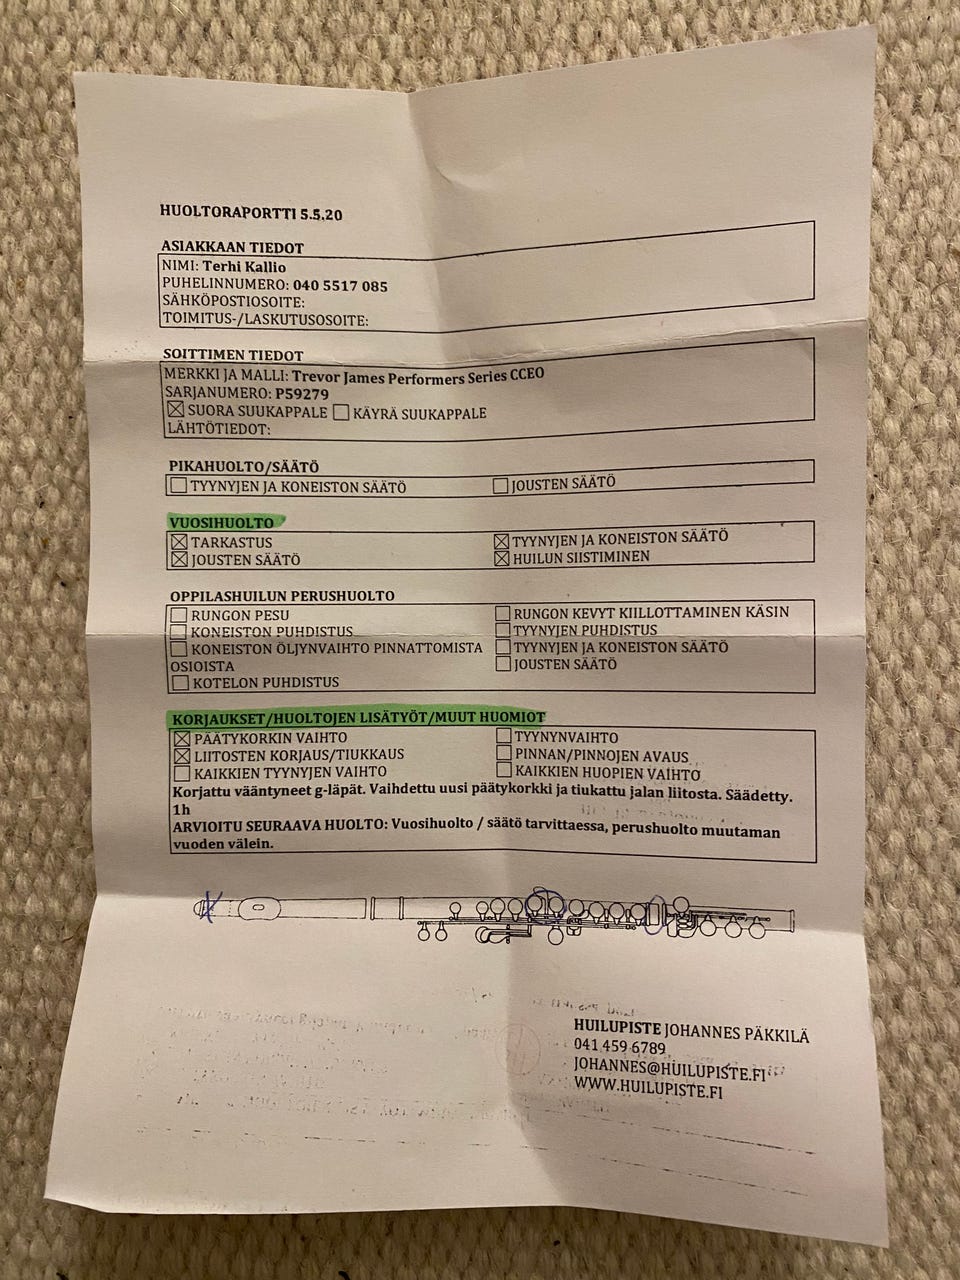 HUOLTORAPORTTI 5.5.20
ASIAKKAAN TIEDOT
NIMI: Terhi Kallio
PUHELINNUMERO: 040 5517 085
SÄHKÖPOSTIOSOITE:
TOIMITUS-/LASKUTUSOSOITE:
SOITTIMEN TIEDOT
MERKKI JA MALLI: Trevor James Performers Series CCEO
SARJANUMERO: P59279
☒ SUORA SUUKAPPALE ☐ KÄYRÄ SUUKAPPALE
LÄHTÖTIEDOT:
PIKAHUOLTO/SÄÄTÖ
☐ TYYNYJEN JA KONEISTON SÄÄTÖ ☐ JOUSTEN SÄÄTÖ
VUOSIHUOLTO
☒ TARKASTUS ☒ TYYNYJEN JA KONEISTON SÄÄTÖ
☒ JOUSTEN SÄÄTÖ ☒ HUILUN SIISTIMINEN
OPPILASHUILUN PERUSHUOLTO
☐ RUNGON PESU ☐ RUNGON KEVYT KIILLOTTAMINEN KÄSIN
☐ KONEISTON PUHDISTUS ☐ TYYNYJEN PUHDISTUS
☐ KONEISTON ÖLJYNVAIHTO PINNATTOMISTA ☐ TYYNYJEN JA KONEISTON SÄÄTÖ
OSIOISTA ☐ JOUSTEN SÄÄTÖ
☐ KOTELON PUHDISTUS
KORJAUKSET/HUOLTOJEN LISÄTYÖT/MUUT HUOMIOT
☒ PÄÄTYKORKIN VAIHTO ☐ TYYNYNVAIHTO
☒ LIITOSTEN KORJAUS/TIUKKAUS ☐ PINNAN/PINNOJEN AVAUS
☐ KAIKKIEN TYYNYJEN VAIHTO ☐ KAIKKIEN HUOPIEN VAIHTO
Korjattu vääntyneet g-läpät. Vaihdettu uusi päätykorkki ja tiukattu jalan liitosta. Säädetty.
1h
ARVIOITU SEURAAVA HUOLTO: Vuosihuolto / säätö tarvittaessa, perushuolto muutaman
vuoden välein.
HUILUPISTE JOHANNES PÄKKILÄ
041 459 6789
JOHANNES@HUILUPISTE.FI
WWW.HUILUPISTE.FI